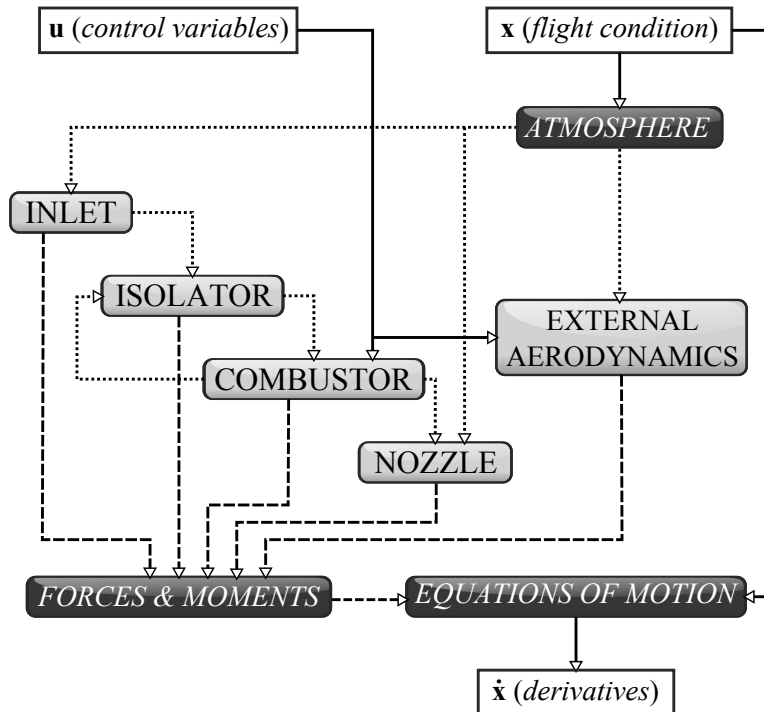 u (control variables)
x (flight condition)
ATMOSPHERE
INLET
ISOLATOR
EXTERNAL
AERODYNAMICS
COMBUSTOR
NOZZLE
FORCES & MOMENTS
EQUATIONS OF MOTION
ẋ (derivatives)